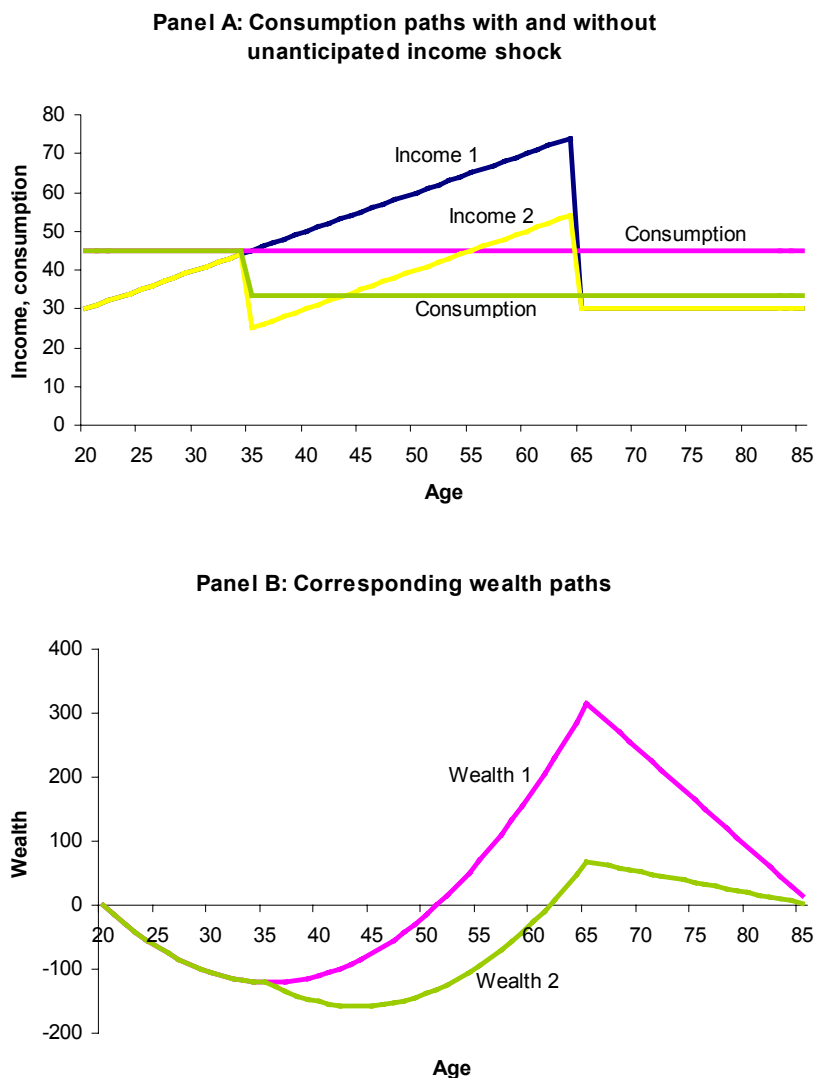 Panel A: Consumption paths with and without
unanticipated income shock
80
70
60
50
40
30
20
10
0
Income, consumption
Income 1
Income 2
Consumption
Consumption
20 25 30 35 40 45 50 55 60 65 70 75 80 85
Age
Panel B: Corresponding wealth paths
400
300
200
100
0
-100
-200
Wealth
Wealth 1
Wealth 2
20 25 30 35 40 45 50 55 60 65 70 75 80 85
Age